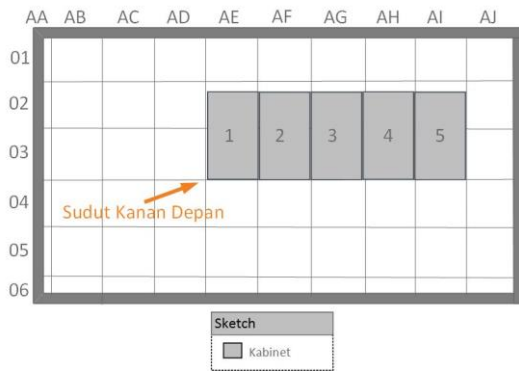 AA AB AC AD AE AF AG AH AI AJ
01
02
1 2 3 4 5
03
Sudut Kanan Depan
04
05
06
Sketch
Kabinet